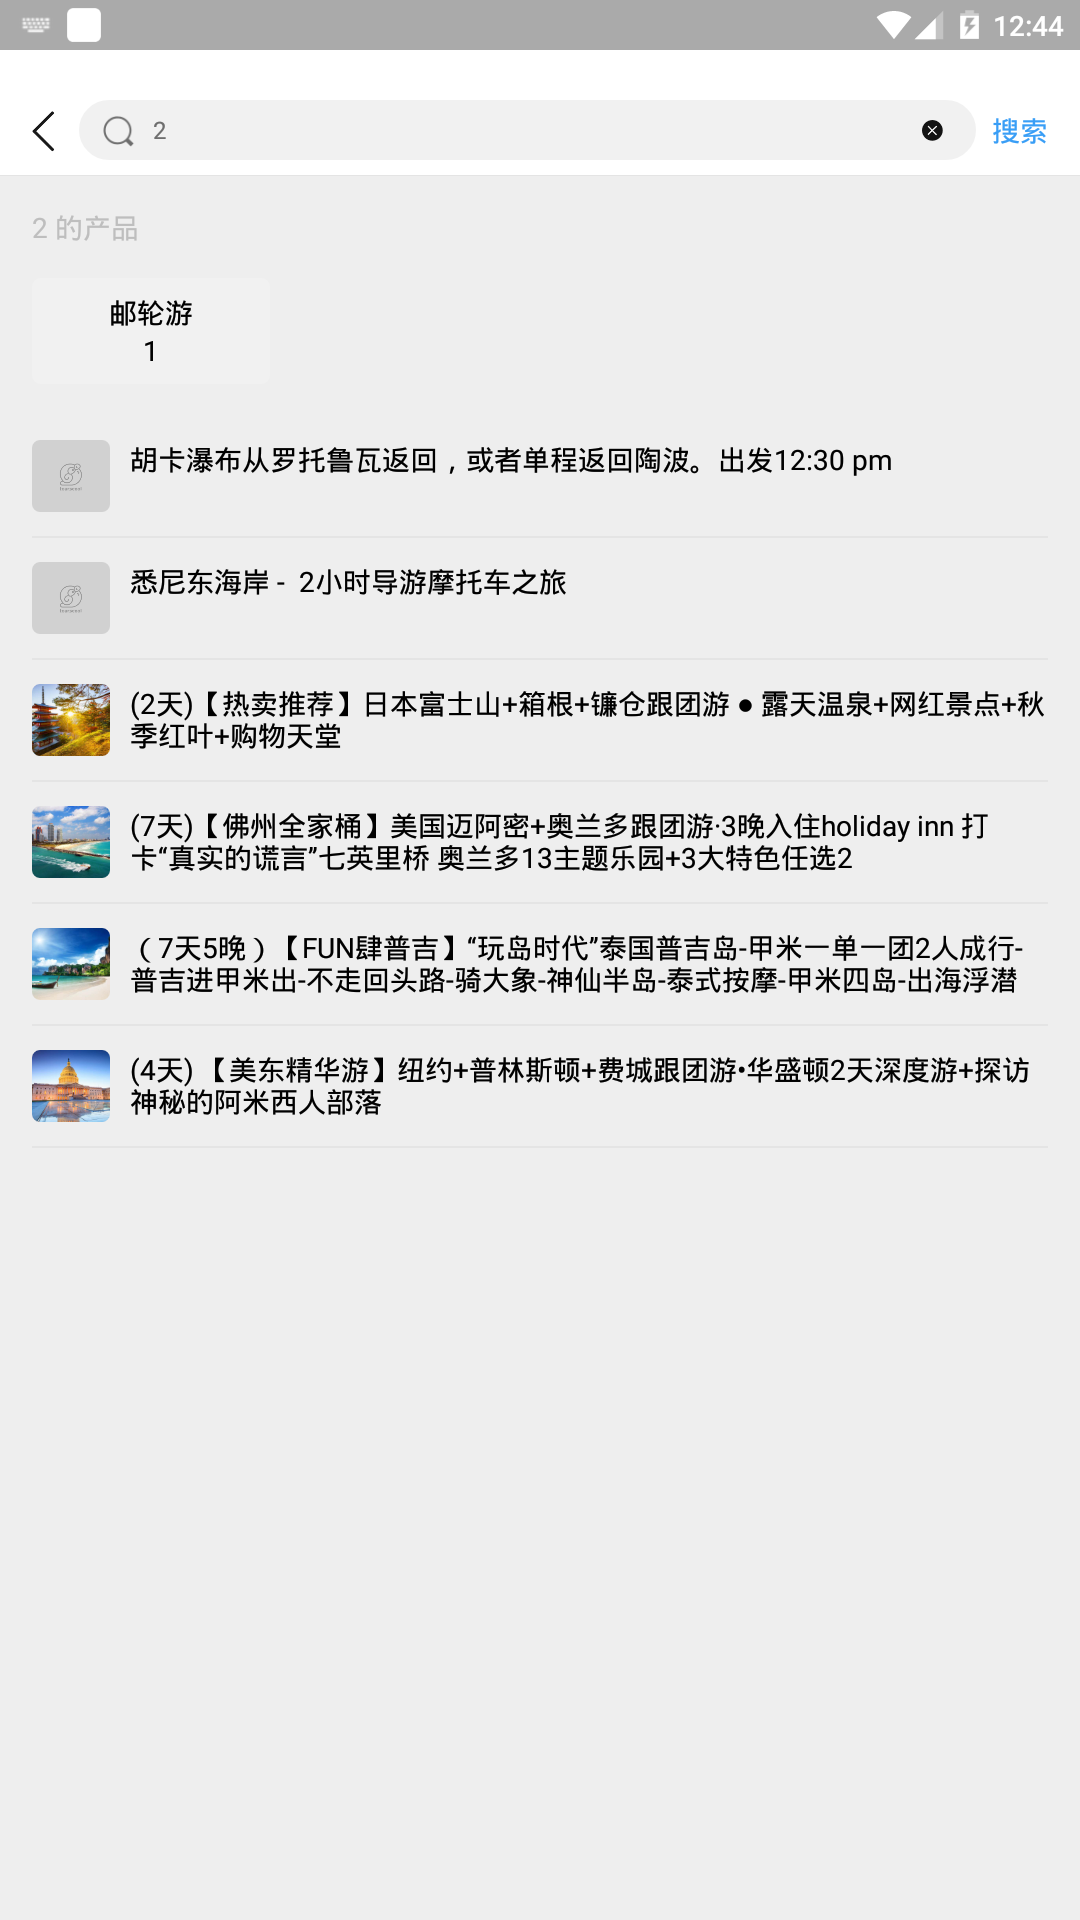 12:44
2
搜索
2 的产品
邮轮游
1
胡卡瀑布从罗托鲁瓦返回，或者单程返回陶波。出发12:30 pm
悉尼东海岸 - 2小时导游摩托车之旅
(2天)【热卖推荐】日本富士山+箱根+镰仓跟团游 ● 露天温泉+网红景点+秋
季红叶+购物天堂
(7天)【佛州全家桶】美国迈阿密+奥兰多跟团游·3晚入住holiday inn 打
卡“真实的谎言”七英里桥 奥兰多13主题乐园+3大特色任选2
（7天5晚）【FUN肆普吉】“玩岛时代”泰国普吉岛-甲米一单一团2人成行-
普吉进甲米出-不走回头路-骑大象-神仙半岛-泰式按摩-甲米四岛-出海浮潜
(4天) 【美东精华游】纽约+普林斯顿+费城跟团游•华盛顿2天深度游+探访
神秘的阿米西人部落